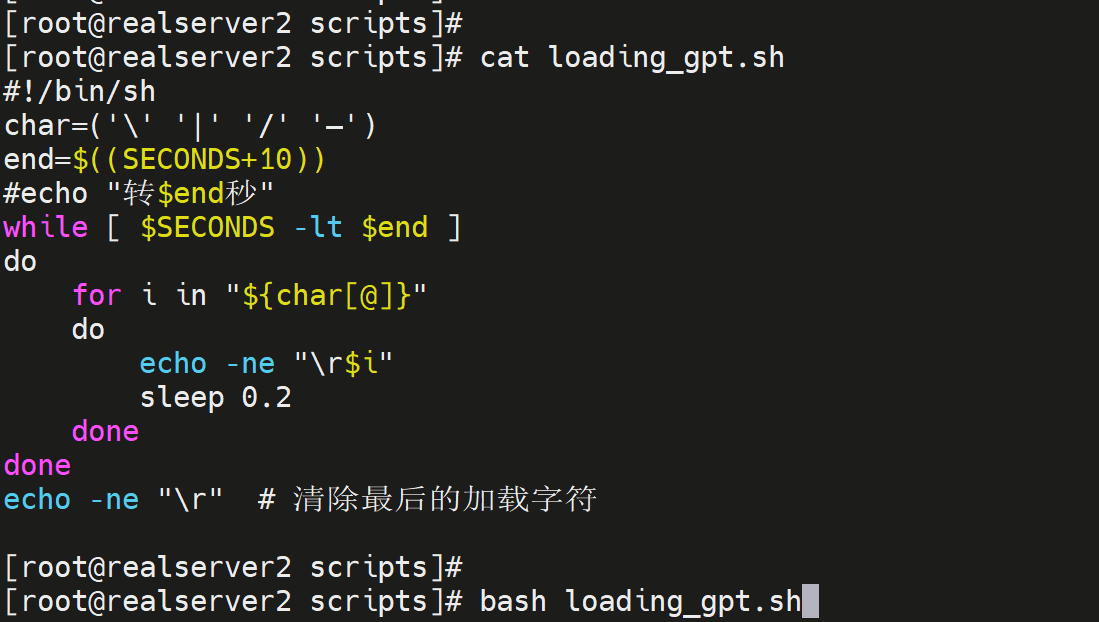 [root@realserver2 scripts]#
[root@realserver2 scripts]# cat loading_gpt.sh
#!/bin/sh
char=('\' '|' '/' '—')
end=$((SECONDS+10))
#echo "转$end秒"
while [ $SECONDS -lt $end ]
do
    for i in "${char[@]}"
    do
        echo -ne "\r$i"
        sleep 0.2
    done
done
echo -ne "\r"  # 清除最后的加载字符

[root@realserver2 scripts]#
[root@realserver2 scripts]# bash loading_gpt.sh